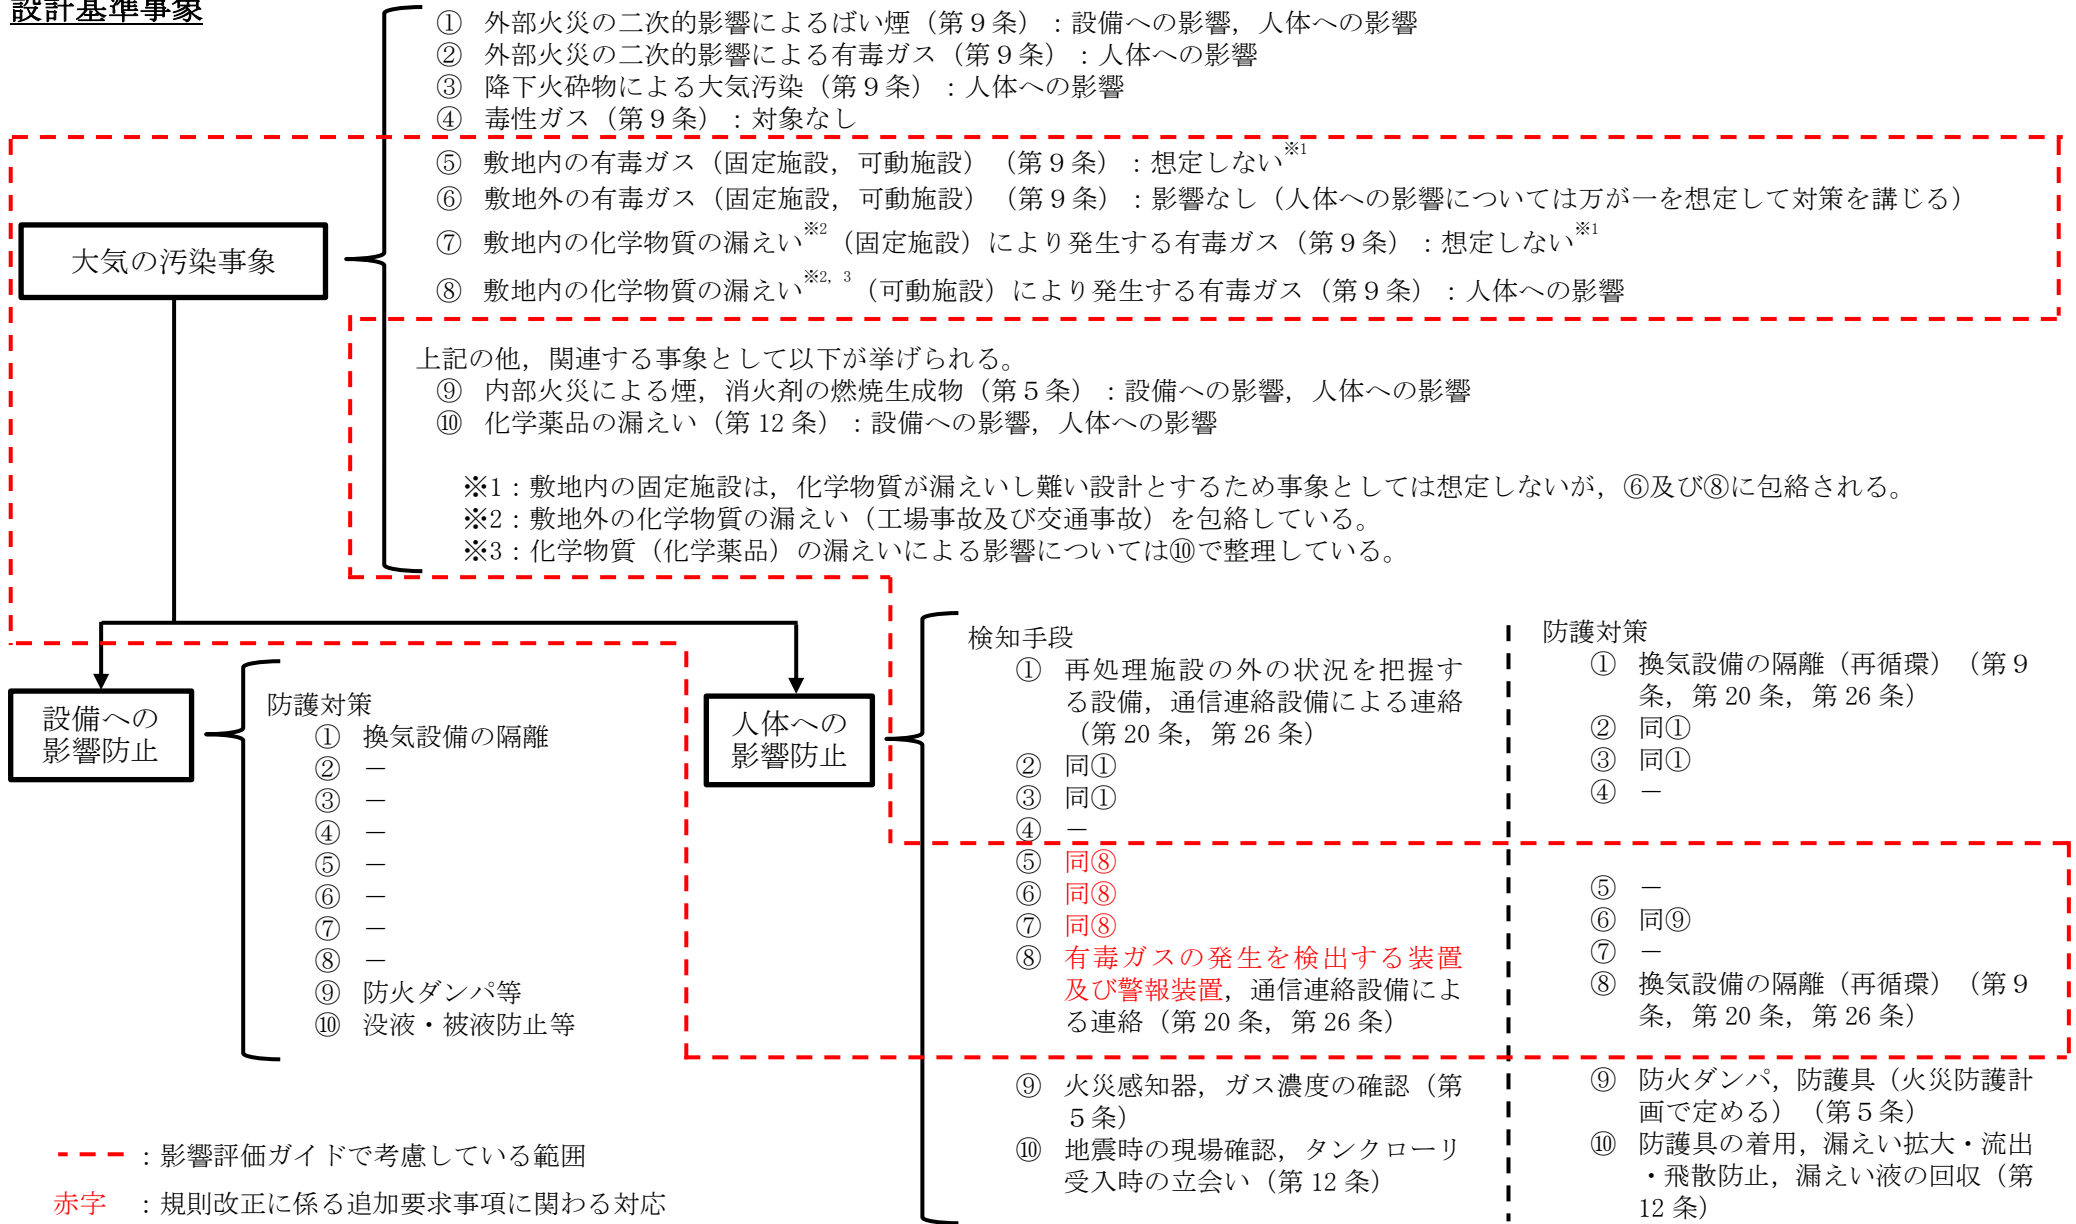 設計基準事象
① 外部火災の二次的影響によるばい煙（第９条）：設備への影響，人体への影響
② 外部火災の二次的影響による有毒ガス（第９条）：人体への影響
③ 降下火砕物による大気汚染（第９条）：人体への影響
④ 毒性ガス（第９条）：対象なし
⑤ 敷地内の有毒ガス（固定施設，可動施設）（第９条）：想定しない※1
⑥ 敷地外の有毒ガス（固定施設，可動施設）（第９条）：影響なし（人体への影響については万が一を想定して対策を講じる）
⑦ 敷地内の化学物質の漏えい※2（固定施設）により発生する有毒ガス（第９条）：想定しない※1
⑧ 敷地内の化学物質の漏えい※2，3（可動施設）により発生する有毒ガス（第９条）：人体への影響
大気の汚染事象
上記の他，関連する事象として以下が挙げられる。
⑨ 内部火災による煙，消火剤の燃焼生成物（第５条）：設備への影響，人体への影響
⑩ 化学薬品の漏えい（第 12 条）：設備への影響，人体への影響
※1：敷地内の固定施設は，化学物質が漏えいし難い設計とするため事象としては想定しないが，⑥及び⑧に包絡される。
※2：敷地外の化学物質の漏えい（工場事故及び交通事故）を包絡している。
※3：化学物質（化学薬品）の漏えいによる影響については⑩で整理している。
設備への
影響防止
防護対策
① 換気設備の隔離
② －
③ －
④ －
⑤ －
⑥ －
⑦ －
⑧ －
⑨ 防火ダンパ等
⑩ 没液・被液防止等
人体への
影響防止
検知手段
① 再処理施設の外の状況を把握す
る設備，通信連絡設備による連絡
（第 20 条，第 26 条）
② 同①
③ 同①
④ －
⑤ 同⑧
⑥ 同⑧
⑦ 同⑧
⑧ 有毒ガスの発生を検出する装置
及び警報装置，通信連絡設備によ
る連絡（第 20 条，第 26 条）
⑨ 火災感知器，ガス濃度の確認（第
５条）
⑩ 地震時の現場確認，タンクローリ
受入時の立会い（第 12 条）
防護対策
① 換気設備の隔離（再循環）（第９
条，第 20 条，第 26 条）
② 同①
③ 同①
④ －
⑤ －
⑥ 同⑨
⑦ －
⑧ 換気設備の隔離（再循環）（第９
条，第 20 条，第 26 条）
⑨ 防火ダンパ，防護具（火災防護計
画で定める）（第５条）
⑩ 防護具の着用，漏えい拡大・流出
・飛散防止，漏えい液の回収（第
12 条）
：影響評価ガイドで考慮している範囲
赤字 ：規則改正に係る追加要求事項に関わる対応